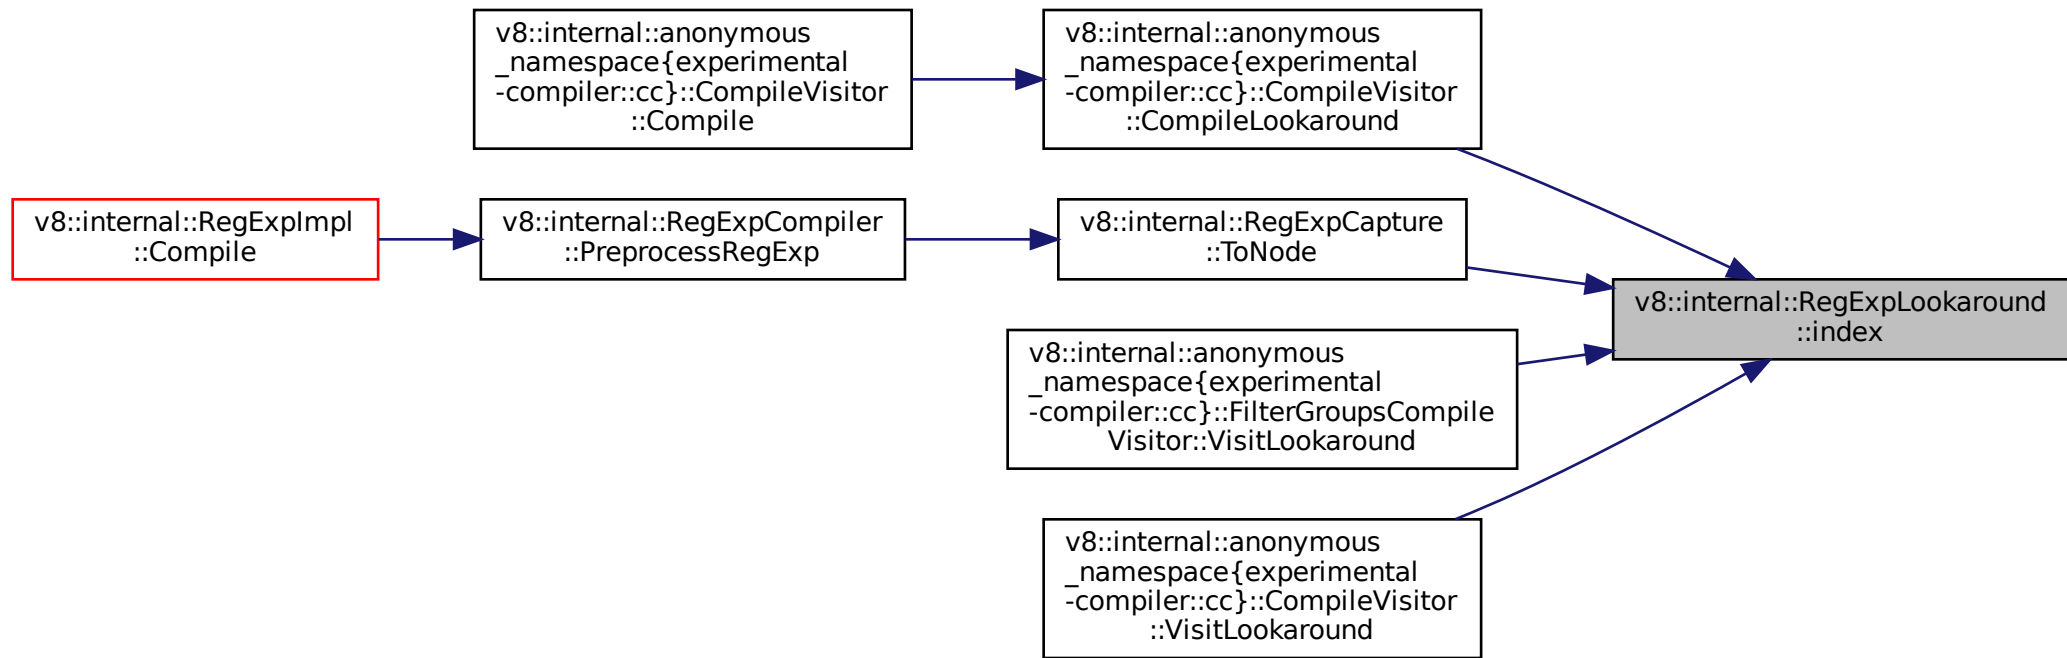 v8::internal::anonymous
_namespace{experimental
-compiler::cc}::CompileVisitor
::Compile
v8::internal::anonymous
_namespace{experimental
-compiler::cc}::CompileVisitor
::CompileLookaround
v8::internal::RegExpImpl
::Compile
v8::internal::RegExpCompiler
::PreprocessRegExp
v8::internal::RegExpCapture
::ToNode
v8::internal::RegExpLookaround
::index
v8::internal::anonymous
_namespace{experimental
-compiler::cc}::FilterGroupsCompile
Visitor::VisitLookaround
v8::internal::anonymous
_namespace{experimental
-compiler::cc}::CompileVisitor
::VisitLookaround